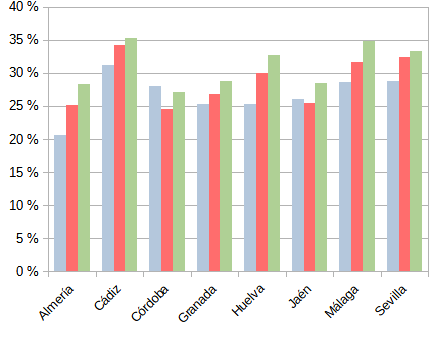 40 %
35 %
30 %
25 %
20 %
15 %
10 %
5 %
0 %
Almería
Cádiz
Córdoba
Granada
Huelva
Jaén
Málaga
Sevilla